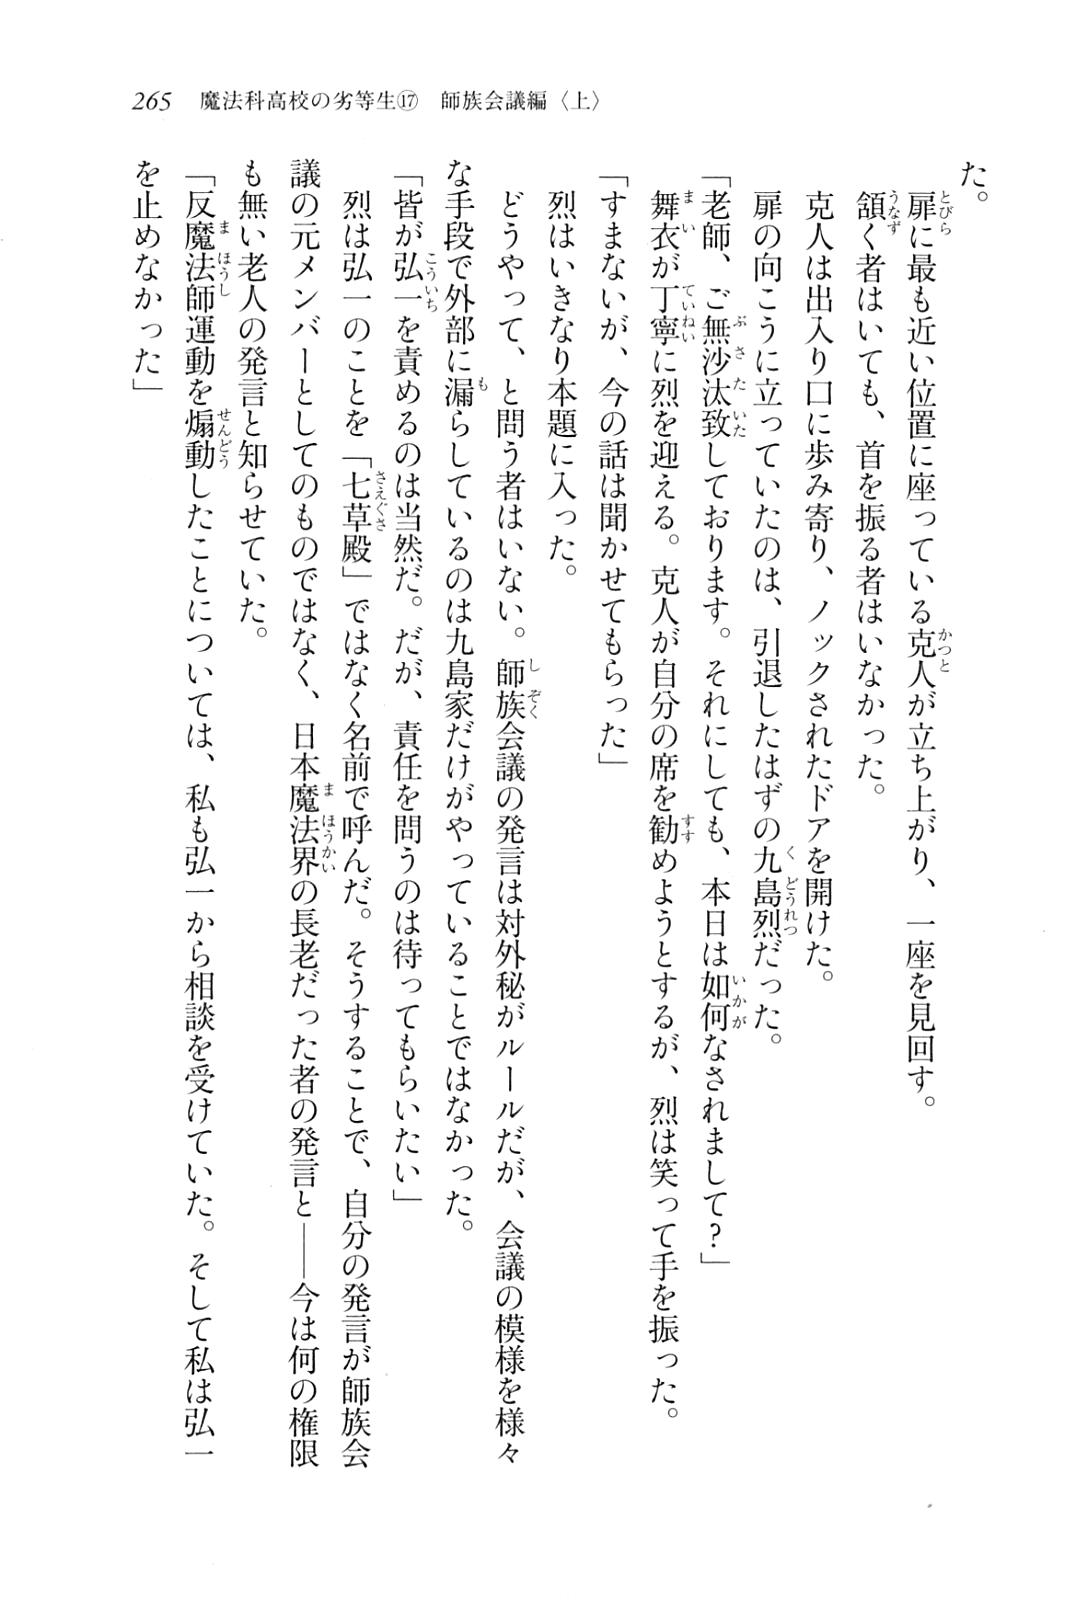 265　魔法科高校の劣等生⑰　師族会議編〈上〉
た。
　扉に最も近い位置に座っている克人が立ち上がり、一座を見回す。
　頷く者はいても、首を振る者はいなかった。
　克人は出入り口に歩み寄り、ノックされたドアを開けた。
　扉の向こうに立っていたのは、引退したはずの九島烈だった。
「老師、ご無沙汰致しております。それにしても、本日は如何なされまして？」
　舞衣が丁寧に烈を迎える。克人が自分の席を勧めようとするが、烈は笑って手を振った。
「すまないが、今の話は聞かせてもらった」
　烈はいきなり本題に入った。
　どうやって、と問う者はいない。師族会議の発言は対外秘がルールだが、会議の模様を様々
な手段で外部に漏らしているのは九島家だけがやっていることではなかった。
「皆が弘一を責めるのは当然だ。だが、責任を問うのは待ってもらいたい」
　烈は弘一のことを「七草殿」ではなく名前で呼んだ。そうすることで、自分の発言が師族会
議の元メンバーとしてのものではなく、日本魔法界の長老だった者の発言と――今は何の権限
も無い老人の発言と知らせていた。
「反魔法師運動を煽動したことについては、私も弘一から相談を受けていた。そして私は弘一
を止めなかった」